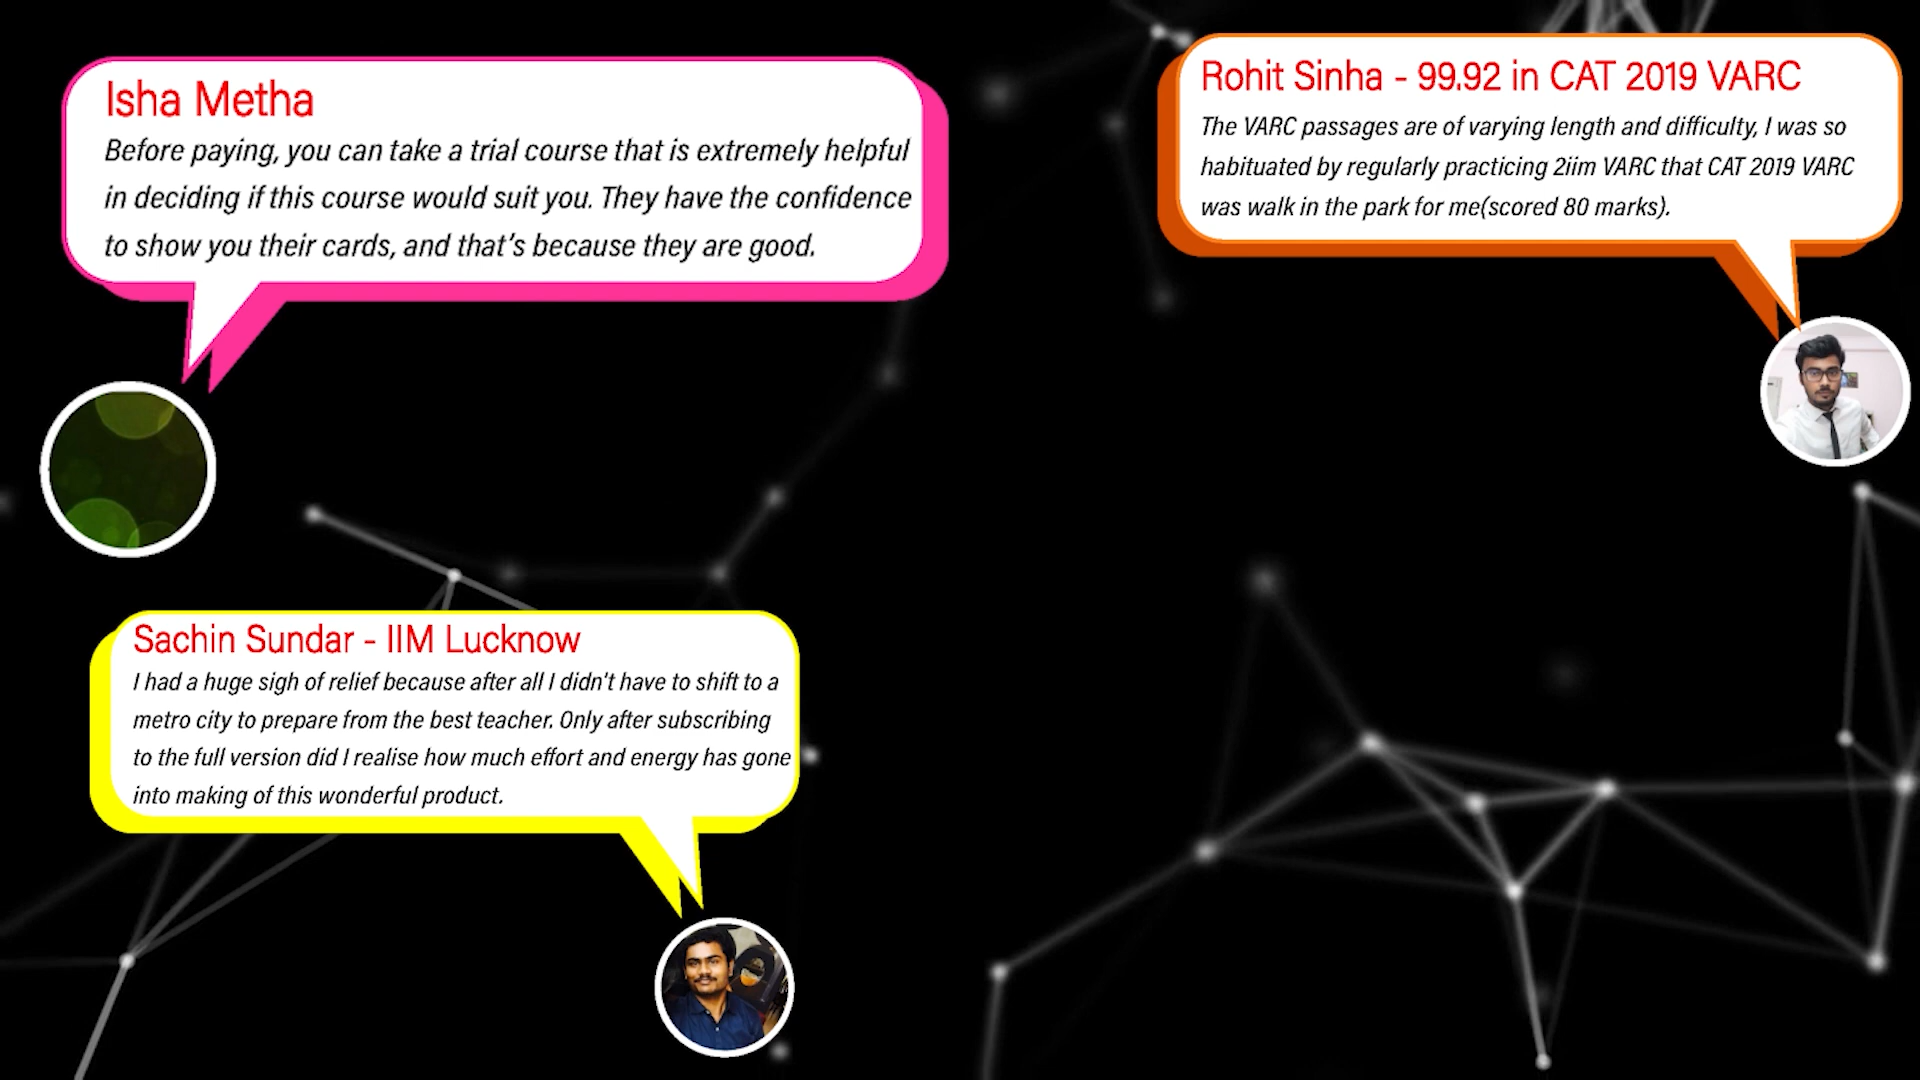 Isha Metha
Before paying, you can take a trial course that is extremely helpful
in deciding if this course would suit you. They have the confidence
to show you their cards, and that's because they are good.
Rohit Sinha - 99.92 in CAT 2019 VARC
The VARC passages are of varying length and difficulty, I was so
habituated by regularly practicing 2iim VARC that CAT 2019 VARC
was walk in the park for me(scored 80 marks).
Sachin Sundar - IIM Lucknow
I had a huge sigh of relief because after all I didn't have to shift to a
metro city to prepare from the best teacher. Only after subscribing
to the full version did I realise how much effort and energy has gone
into making of this wonderful product.